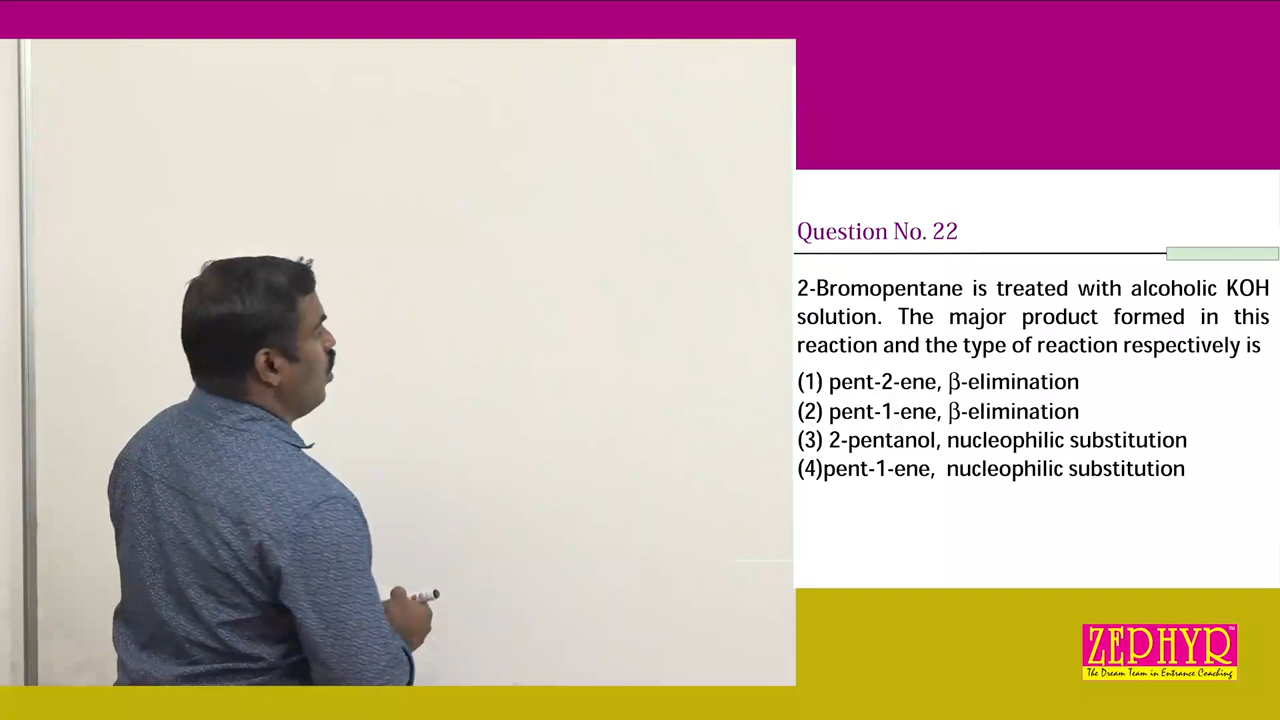 Question No. 22
2-Bromopentane is treated with alcoholic KOH
solution. The major product formed in this
reaction and the type of reaction respectively is
(1) pent-2-ene, β-elimination
(2) pent-1-ene, β-elimination
(3) 2-pentanol, nucleophilic substitution
(4)pent-1-ene, nucleophilic substitution
ZEPHYR™
The Dream Team in Entrance Coaching